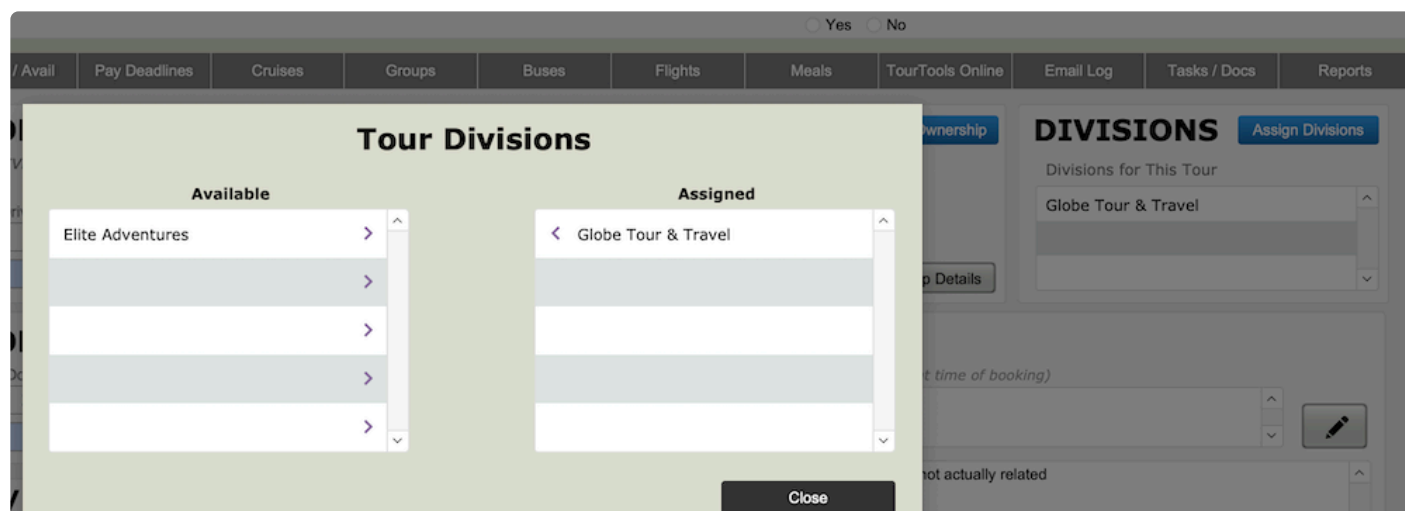 Yes No
/ Avail Pay Deadlines Cruises Groups Buses Flights Meals TourTools Online Email Log Tasks / Docs Reports
Tour Divisions
wnership
DIVISIONS
Assign Divisions
Divisions for This Tour
Available
Assigned
Globe Tour & Travel
Elite Adventures
Globe Tour & Travel
p Details
t time of booking)
not actually related
Close